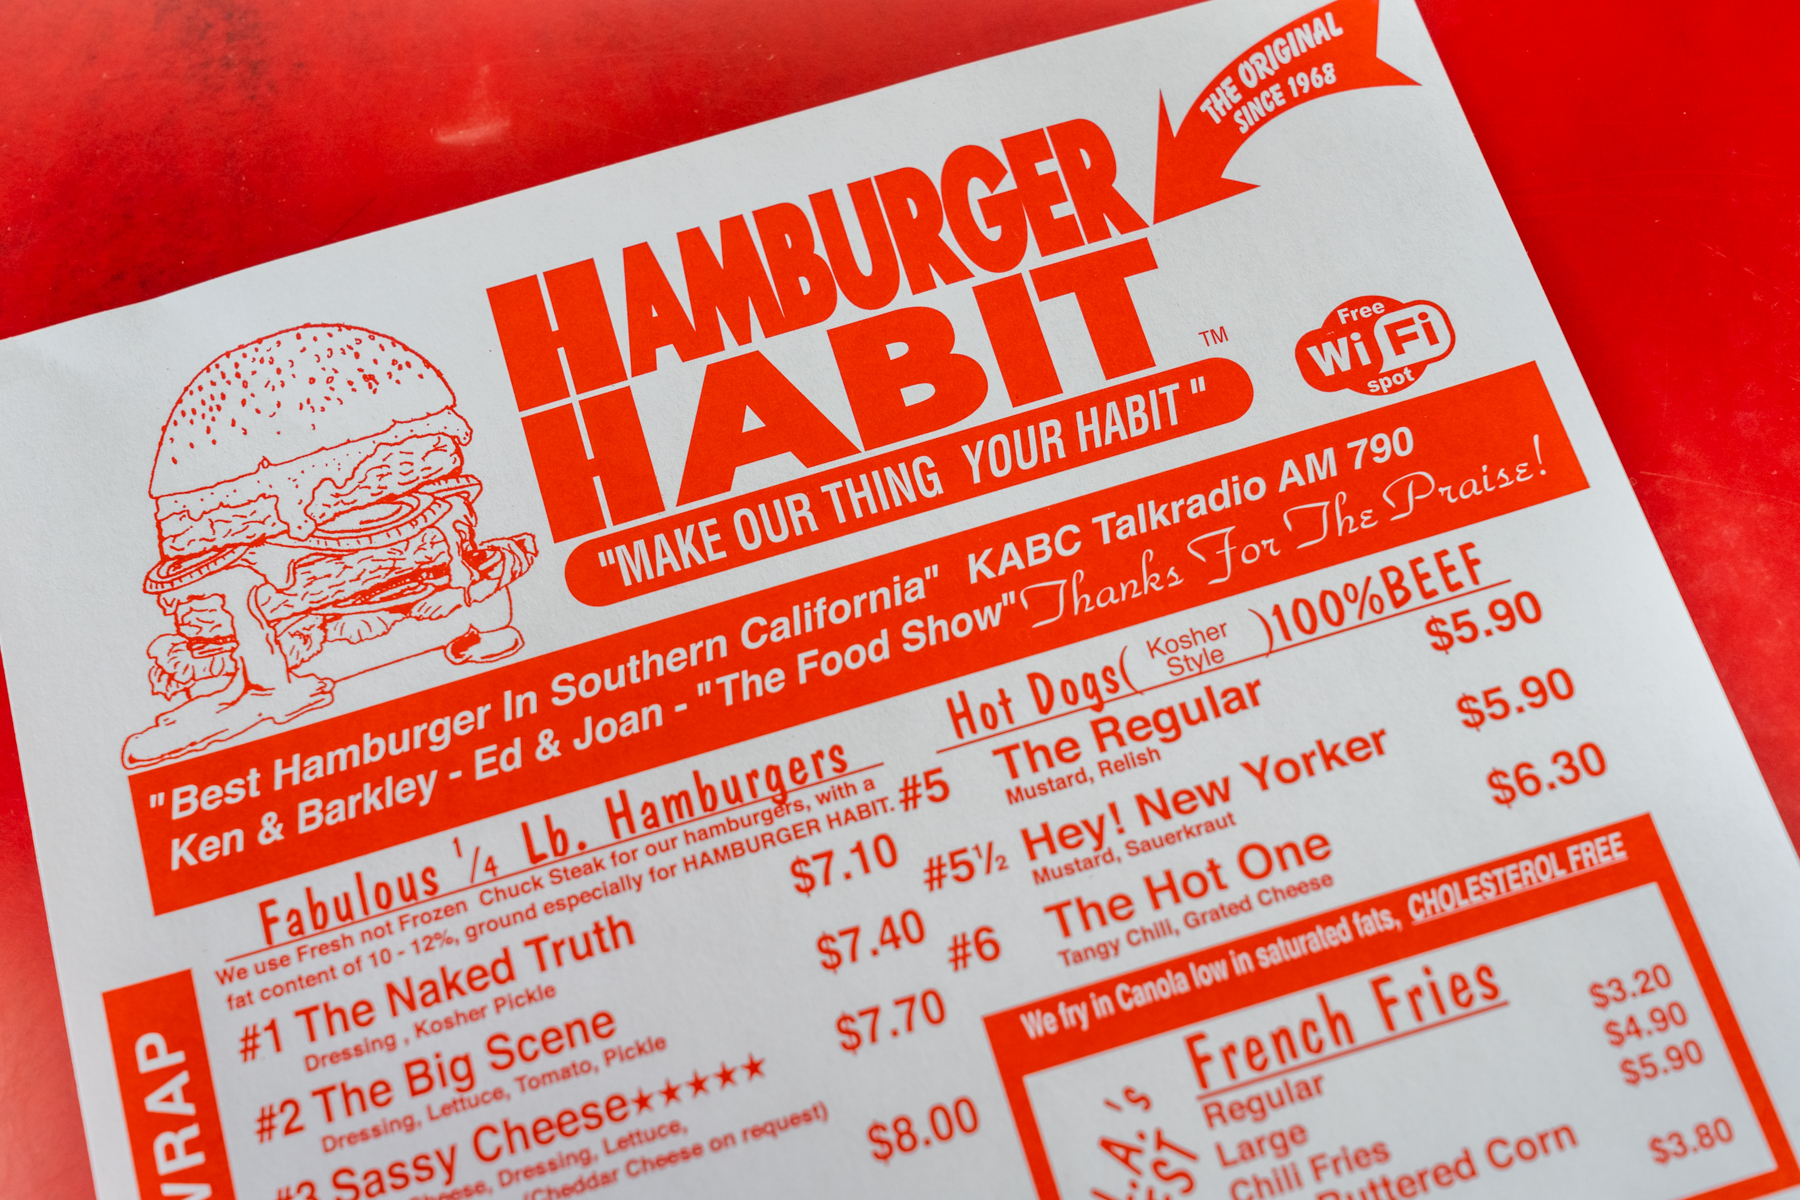 THE ORIGINAL
SINCE 1968
HAMBURGER
HABIT
TM
"MAKE OUR THING YOUR HABIT"
Free
Wi Fi
spot
"Best Hamburger In Southern California" KABC Talkradio AM 790
Ken & Barkley - Ed & Joan - "The Food Show" Thanks For The Praise!
Fabulous 1/4 Lb. Hamburgers
We use Fresh not Frozen Chuck Steak for our hamburgers, with a
fat content of 10 - 12%, ground especially for HAMBURGER HABIT.
#1 The Naked Truth $7.10
Dressing , Kosher Pickle
#2 The Big Scene $7.40
Dressing, Lettuce, Tomato, Pickle
#3 Sassy Cheese★★★★★ $7.70
Cheese, Dressing, Lettuce,
(Cheddar Cheese on request)
$8.00
WRAP
Hot Dogs( Kosher Style )100%BEEF
#5 The Regular $5.90
Mustard, Relish
#5½ Hey! New Yorker $5.90
Mustard, Sauerkraut
#6 The Hot One $6.30
Tangy Chili, Grated Cheese
We fry in Canola low in saturated fats, CHOLESTEROL FREE
French Fries
Regular $3.20
Large $4.90
Chili Fries $5.90
Buttered Corn $3.80